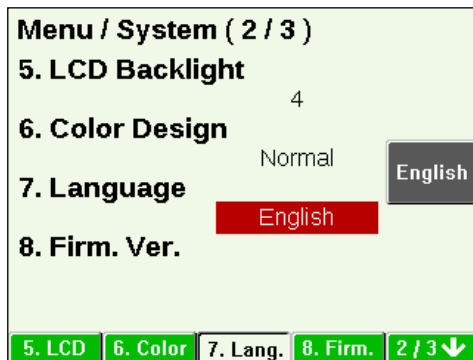 Menu / System ( 2 / 3 )
5. LCD Backlight
4
6. Color Design
Normal
English
7. Language
English
8. Firm. Ver.
5. LCD 6. Color 7. Lang. 8. Firm. 2 / 3